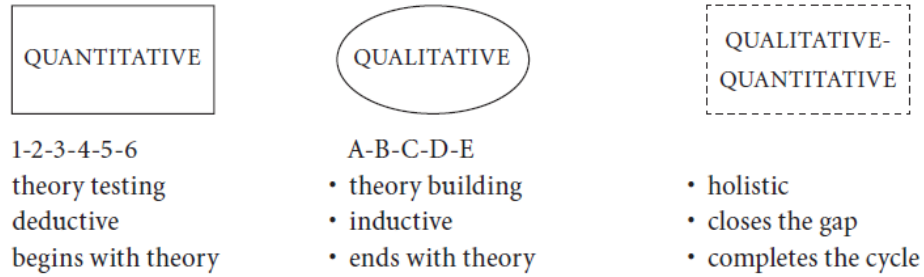 QUANTITATIVE
1-2-3-4-5-6
theory testing
deductive
begins with theory
QUALITATIVE
A-B-C-D-E
• theory building
• inductive
• ends with theory
QUALITATIVE-
QUANTITATIVE
• holistic
• closes the gap
• completes the cycle